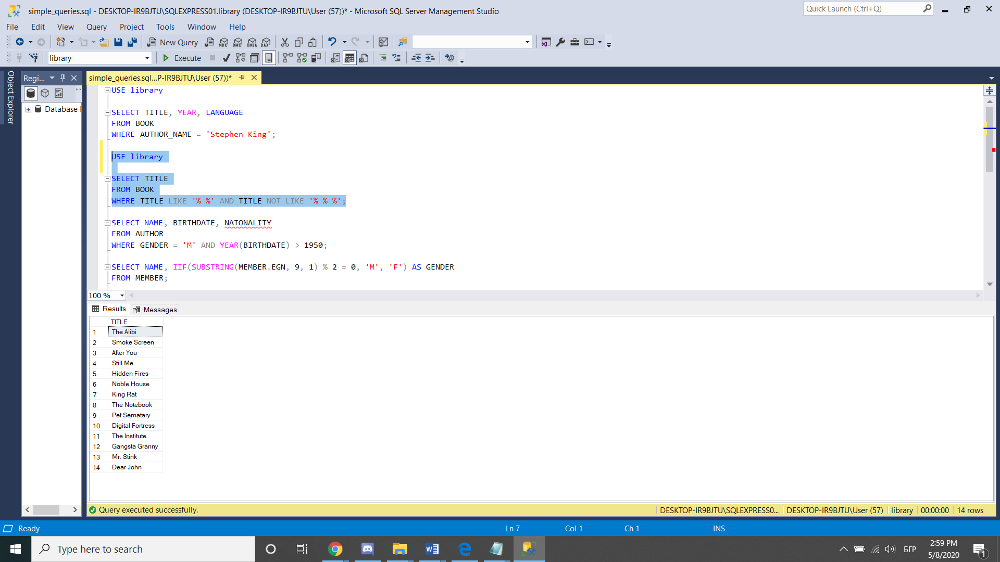 simple_queries.sql - DESKTOP-IR9BJTU\SQLEXPRESS01.library (DESKTOP-IR9BJTU\User (57))* - Microsoft SQL Server Management Studio
Quick Launch (Ctrl+Q)
File Edit View Query Project Tools Window Help
New Query MDX DMX XMLA DAX
library Execute
Object Explorer
Regi...
Database
simple_queries.sql...P-IR9BJTU\User (57))*
USE library
SELECT TITLE, YEAR, LANGUAGE
FROM BOOK
WHERE AUTHOR_NAME = 'Stephen King';
USE library
SELECT TITLE
FROM BOOK
WHERE TITLE LIKE '% %' AND TITLE NOT LIKE '% % %';
SELECT NAME, BIRTHDATE, NATONALITY
FROM AUTHOR
WHERE GENDER = 'M' AND YEAR(BIRTHDATE) > 1950;
SELECT NAME, IIF(SUBSTRING(MEMBER.EGN, 9, 1) % 2 = 0, 'M', 'F') AS GENDER
FROM MEMBER;
100 %
Results Messages
TITLE
1 The Alibi
2 Smoke Screen
3 After You
4 Still Me
5 Hidden Fires
6 Noble House
7 King Rat
8 The Notebook
9 Pet Sematary
10 Digital Fortress
11 The Institute
12 Gangsta Granny
13 Mr. Stink
14 Dear John
Query executed successfully. DESKTOP-IR9BJTU\SQLEXPRESS0... DESKTOP-IR9BJTU\User (57) library 00:00:00 14 rows
Ready Ln 7 Col 1 Ch 1 INS
Type here to search
БГР
2:59 PM
5/8/2020
1